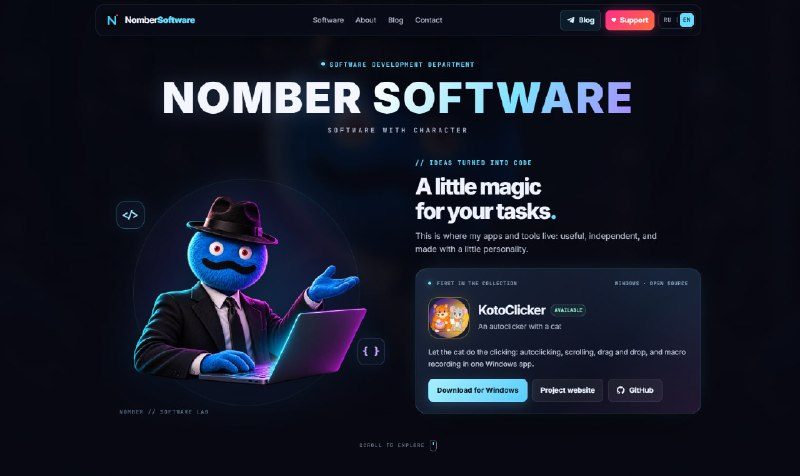 NomberSoftware
Software About Blog Contact
Blog
Support
RU | EN
SOFTWARE DEVELOPMENT DEPARTMENT
NOMBER SOFTWARE
SOFTWARE WITH CHARACTER
// IDEAS TURNED INTO CODE
A little magic
for your tasks.
This is where my apps and tools live: useful, independent, and
made with a little personality.
</>
{ }
NOMBER // SOFTWARE LAB
FIRST IN THE COLLECTION
WINDOWS · OPEN SOURCE
KotoClicker AVAILABLE
An autoclicker with a cat
Let the cat do the clicking: autoclicking, scrolling, drag and drop, and macro
recording in one Windows app.
Download for Windows
Project website
GitHub
SCROLL TO EXPLORE